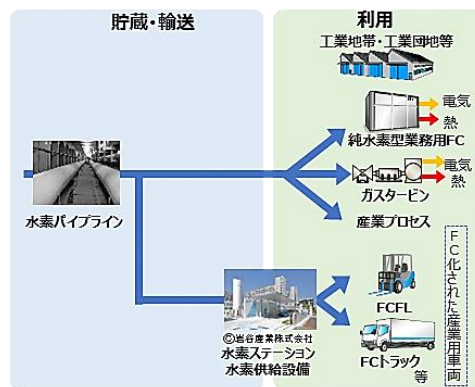 貯蔵・輸送
利用
工業地帯・工業団地等
電気
熱
純水素型業務用FC
電気
熱
ガスタービン
水素パイプライン
産業プロセス
©岩谷産業株式会社
水素ステーション
水素供給設備
FCFL
FCトラック
等
FC化された産業用車両